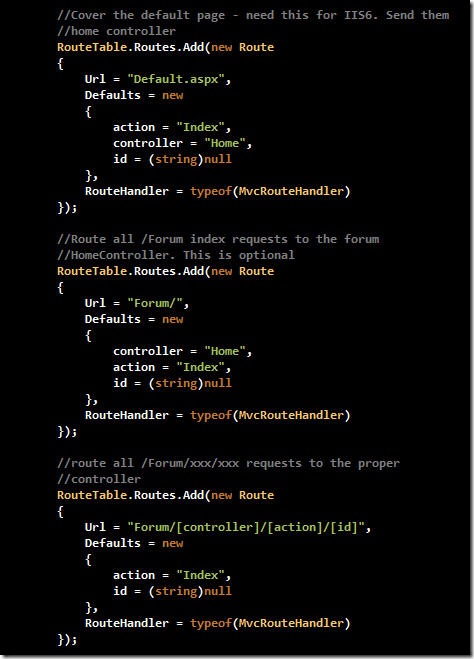 //Cover the default page - need this for IIS6. Send them
//home controller
RouteTable.Routes.Add(new Route
{
    Url = "Default.aspx",
    Defaults = new
    {
        action = "Index",
        controller = "Home",
        id = (string)null
    },
    RouteHandler = typeof(MvcRouteHandler)
});

//Route all /Forum index requests to the forum
//HomeController. This is optional
RouteTable.Routes.Add(new Route
{
    Url = "Forum/",
    Defaults = new
    {
        controller = "Home",
        action = "Index",
        id = (string)null
    },
    RouteHandler = typeof(MvcRouteHandler)
});

//route all /Forum/xxx/xxx requests to the proper
//controller
RouteTable.Routes.Add(new Route
{
    Url = "Forum/[controller]/[action]/[id]",
    Defaults = new
    {
        action = "Index",
        id = (string)null
    },
    RouteHandler = typeof(MvcRouteHandler)
});